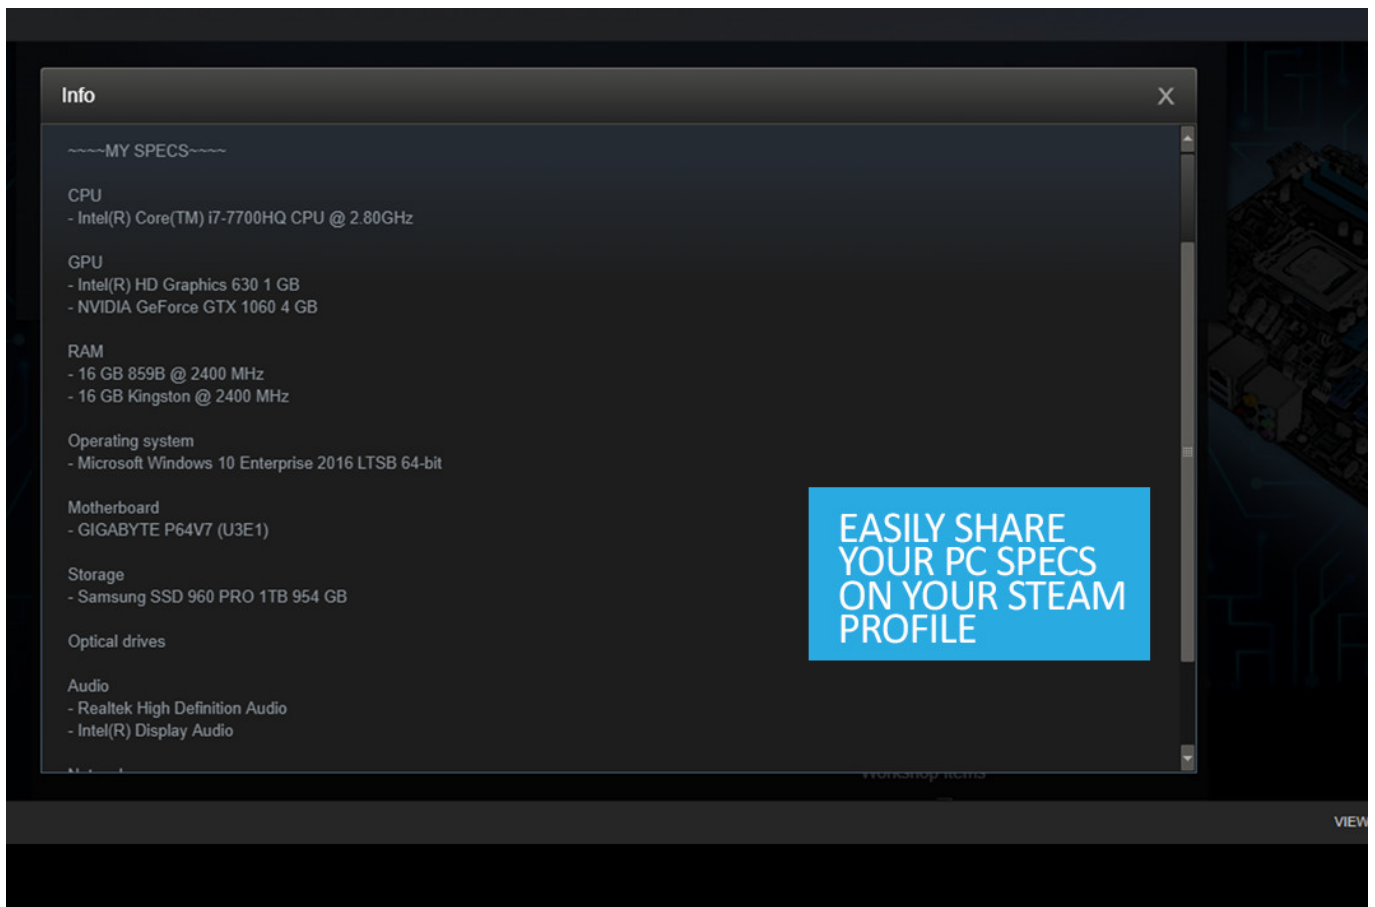 Info
X
~~~~MY SPECS~~~~
CPU
- Intel(R) Core(TM) i7-7700HQ CPU @ 2.80GHz
GPU
- Intel(R) HD Graphics 630 1 GB
- NVIDIA GeForce GTX 1060 4 GB
RAM
- 16 GB 859B @ 2400 MHz
- 16 GB Kingston @ 2400 MHz
Operating system
- Microsoft Windows 10 Enterprise 2016 LTSB 64-bit
Motherboard
- GIGABYTE P64V7 (U3E1)
Storage
- Samsung SSD 960 PRO 1TB 954 GB
Optical drives
Audio
- Realtek High Definition Audio
- Intel(R) Display Audio
EASILY SHARE
YOUR PC SPECS
ON YOUR STEAM
PROFILE
Workshop Items
VIEW